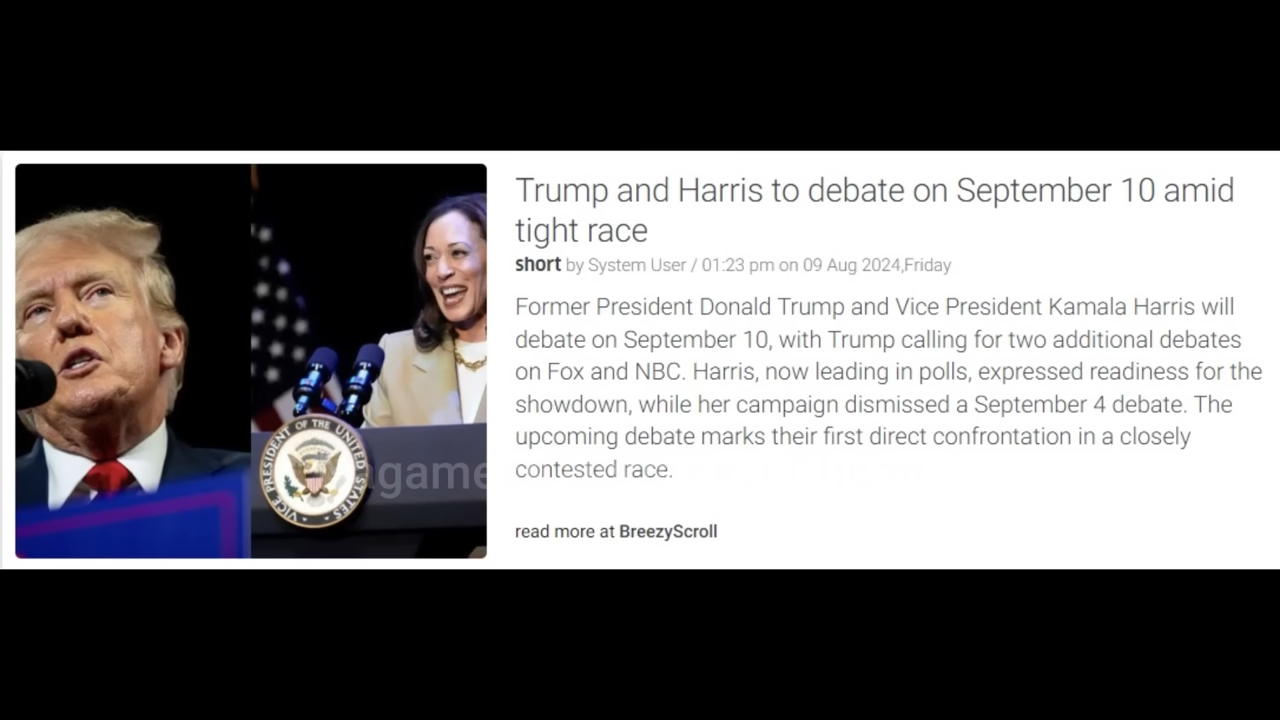 Trump and Harris to debate on September 10 amid
tight race
short by System User / 01:23 pm on 09 Aug 2024,Friday
Former President Donald Trump and Vice President Kamala Harris will
debate on September 10, with Trump calling for two additional debates
on Fox and NBC. Harris, now leading in polls, expressed readiness for the
showdown, while her campaign dismissed a September 4 debate. The
upcoming debate marks their first direct confrontation in a closely
contested race.
read more at BreezyScroll
VICE PRESIDENT OF THE UNITED STATES